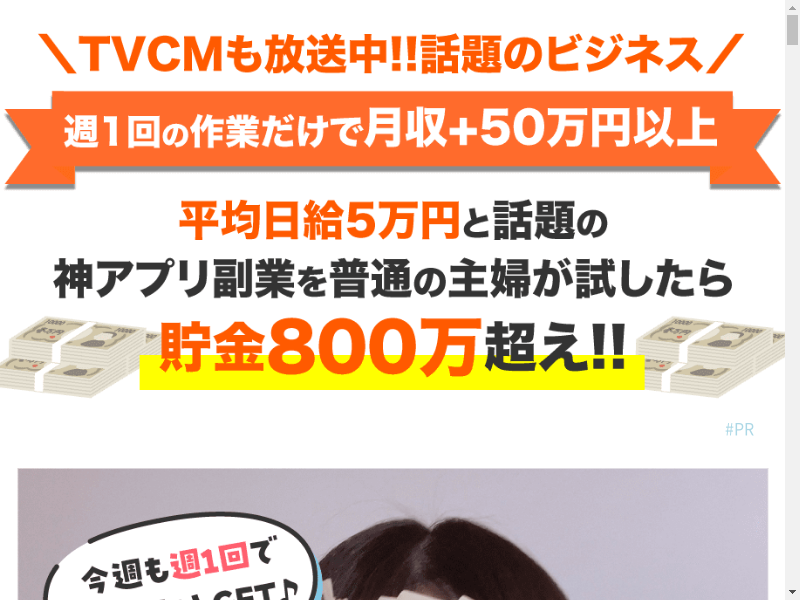 ＼TVCMも放送中!!話題のビジネス／
週1回の作業だけで月収+50万円以上
平均日給5万円と話題の
神アプリ副業を普通の主婦が試したら
貯金800万超え!!
#PR
今週も週1回で
GET♪